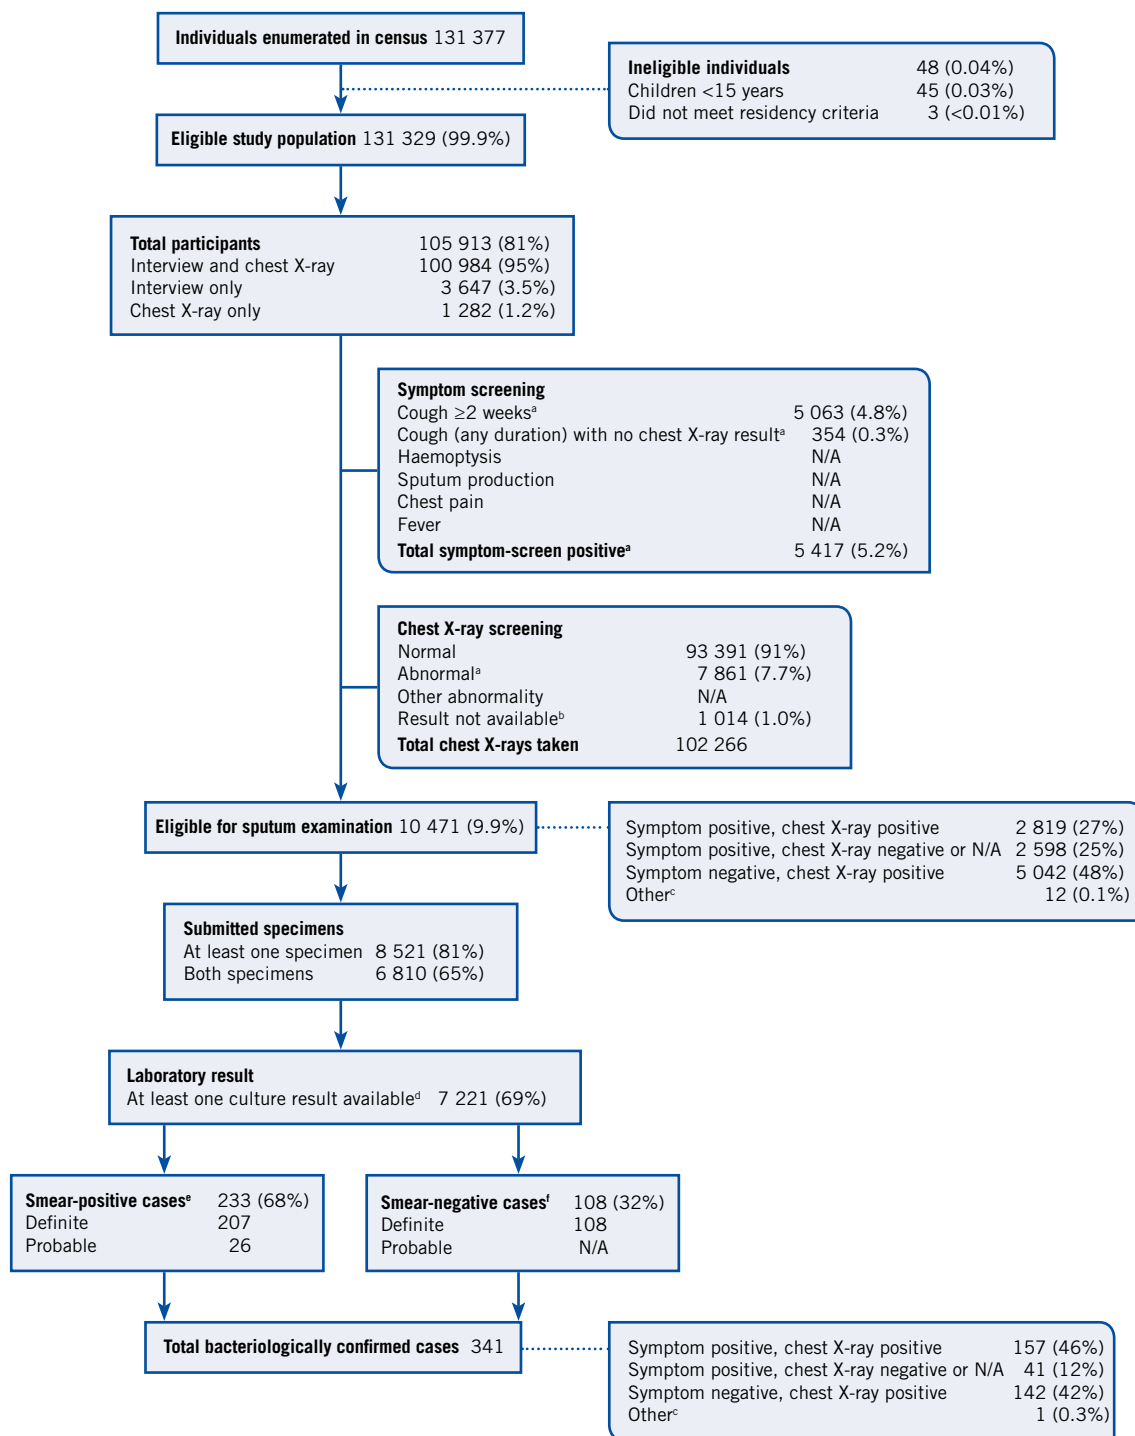 Individuals enumerated in census 131 377
Ineligible individuals 48 (0.04%)
Children <15 years 45 (0.03%)
Did not meet residency criteria 3 (<0.01%)
Eligible study population 131 329 (99.9%)
Total participants 105 913 (81%)
Interview and chest X-ray 100 984 (95%)
Interview only 3 647 (3.5%)
Chest X-ray only 1 282 (1.2%)
Symptom screening
Cough ≥2 weeksᵃ 5 063 (4.8%)
Cough (any duration) with no chest X-ray resultᵃ 354 (0.3%)
Haemoptysis N/A
Sputum production N/A
Chest pain N/A
Fever N/A
Total symptom-screen positiveᵃ 5 417 (5.2%)
Chest X-ray screening
Normal 93 391 (91%)
Abnormalᵃ 7 861 (7.7%)
Other abnormality N/A
Result not availableᵇ 1 014 (1.0%)
Total chest X-rays taken 102 266
Eligible for sputum examination 10 471 (9.9%)
Symptom positive, chest X-ray positive 2 819 (27%)
Symptom positive, chest X-ray negative or N/A 2 598 (25%)
Symptom negative, chest X-ray positive 5 042 (48%)
Otherᶜ 12 (0.1%)
Submitted specimens
At least one specimen 8 521 (81%)
Both specimens 6 810 (65%)
Laboratory result
At least one culture result availableᵈ 7 221 (69%)
Smear-positive casesᵉ 233 (68%)
Definite 207
Probable 26
Smear-negative casesᶠ 108 (32%)
Definite 108
Probable N/A
Total bacteriologically confirmed cases 341
Symptom positive, chest X-ray positive 157 (46%)
Symptom positive, chest X-ray negative or N/A 41 (12%)
Symptom negative, chest X-ray positive 142 (42%)
Otherᶜ 1 (0.3%)